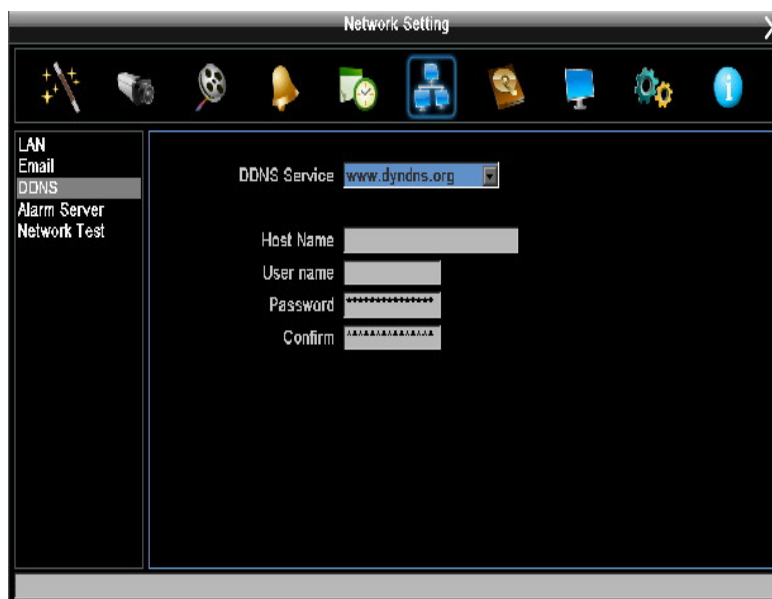 Network Setting
X
LAN
Email
DDNS
Alarm Server
Network Test
DDNS Service www.dyndns.org
Host Name
User name
Password ***************
Confirm ***************